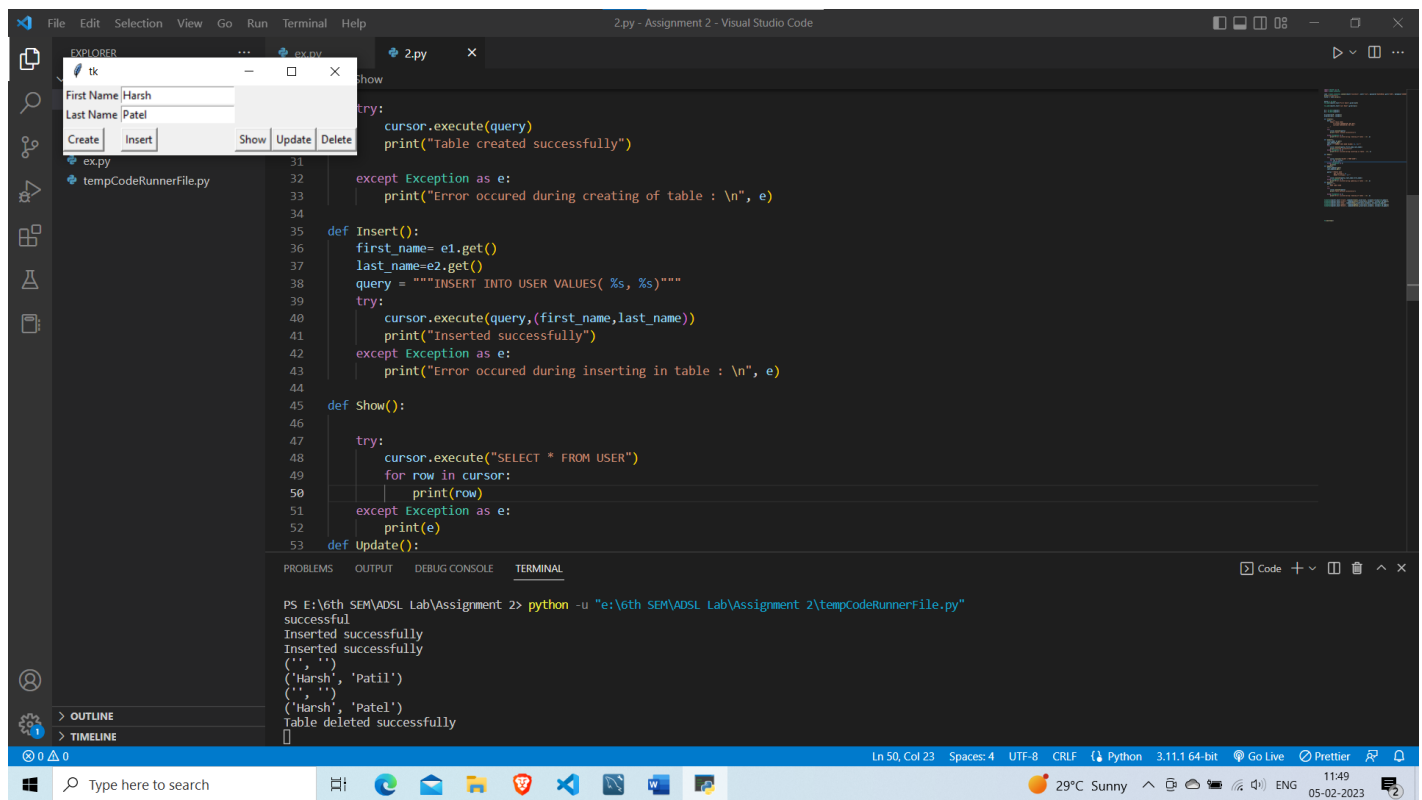 File Edit Selection View Go Run Terminal Help 2.py - Assignment 2 - Visual Studio Code
EXPLORER ··· ex.py 2.py
tk
Show
First Name Harsh
Last Name Patel
Create Insert Show Update Delete
ex.py
tempCodeRunnerFile.py
try:
cursor.execute(query)
print("Table created successfully")
31
32 except Exception as e:
33 print("Error occured during creating of table : \n", e)
34
35 def Insert():
36 first_name= e1.get()
37 last_name=e2.get()
38 query = """INSERT INTO USER VALUES( %s, %s)"""
39 try:
40 cursor.execute(query,(first_name,last_name))
41 print("Inserted successfully")
42 except Exception as e:
43 print("Error occured during inserting in table : \n", e)
44
45 def Show():
46
47 try:
48 cursor.execute("SELECT * FROM USER")
49 for row in cursor:
50 print(row)
51 except Exception as e:
52 print(e)
53 def Update():
PROBLEMS OUTPUT DEBUG CONSOLE TERMINAL Code
PS E:\6th SEM\ADSL Lab\Assignment 2> python -u "e:\6th SEM\ADSL Lab\Assignment 2\tempCodeRunnerFile.py"
successful
Inserted successfully
Inserted successfully
('', '')
('Harsh', 'Patil')
('', '')
('Harsh', 'Patel')
Table deleted successfully
OUTLINE
TIMELINE
1
0 0 Ln 50, Col 23 Spaces: 4 UTF-8 CRLF Python 3.11.1 64-bit Go Live Prettier
Type here to search 29°C Sunny ENG 11:49
05-02-2023 2